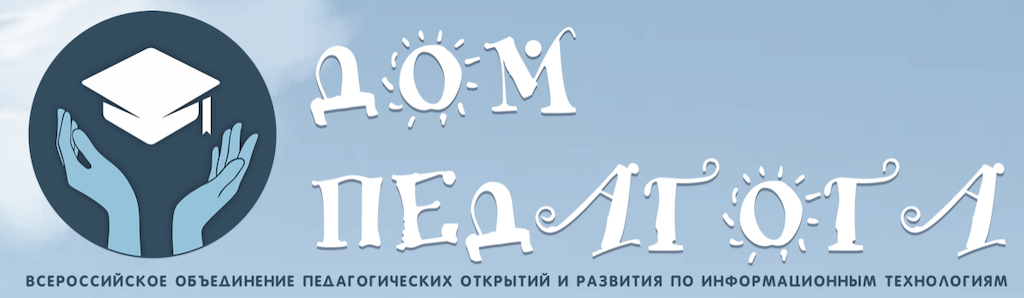 ДОМ
ПЕДАГОГА
ВСЕРОССИЙСКОЕ ОБЪЕДИНЕНИЕ ПЕДАГОГИЧЕСКИХ ОТКРЫТИЙ И РАЗВИТИЯ ПО ИНФОРМАЦИОННЫМ ТЕХНОЛОГИЯМ